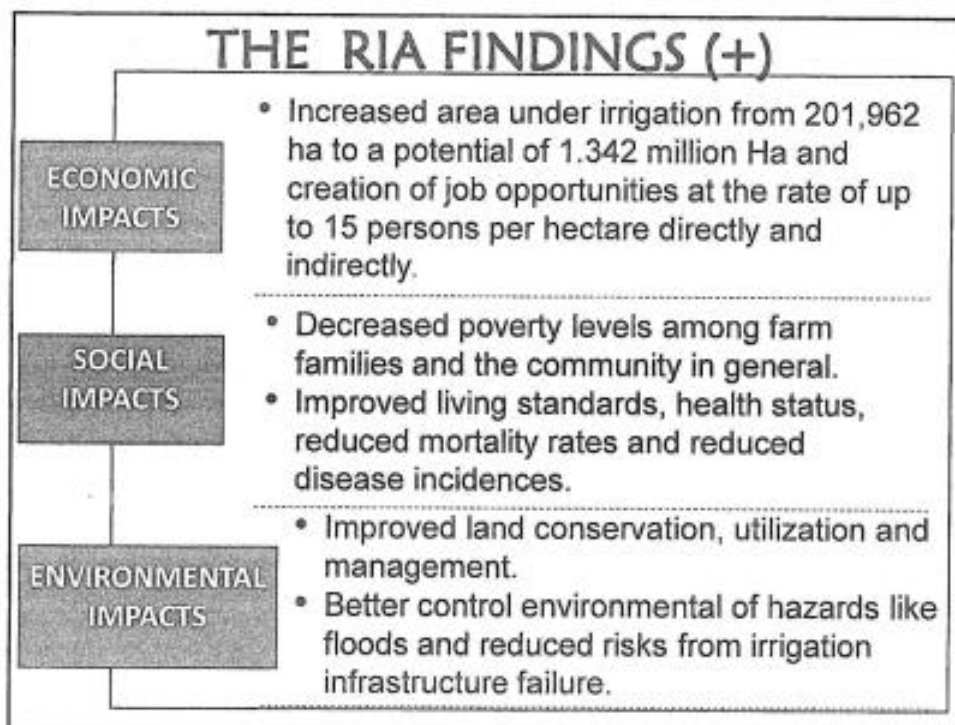 THE RIA FINDINGS (+)
ECONOMIC
IMPACTS
• Increased area under irrigation from 201,962
ha to a potential of 1.342 million Ha and
creation of job opportunities at the rate of up
to 15 persons per hectare directly and
indirectly.
SOCIAL
IMPACTS
• Decreased poverty levels among farm
families and the community in general.
• Improved living standards, health status,
reduced mortality rates and reduced
disease incidences.
ENVIRONMENTAL
IMPACTS
• Improved land conservation, utilization and
management.
• Better control environmental of hazards like
floods and reduced risks from irrigation
infrastructure failure.